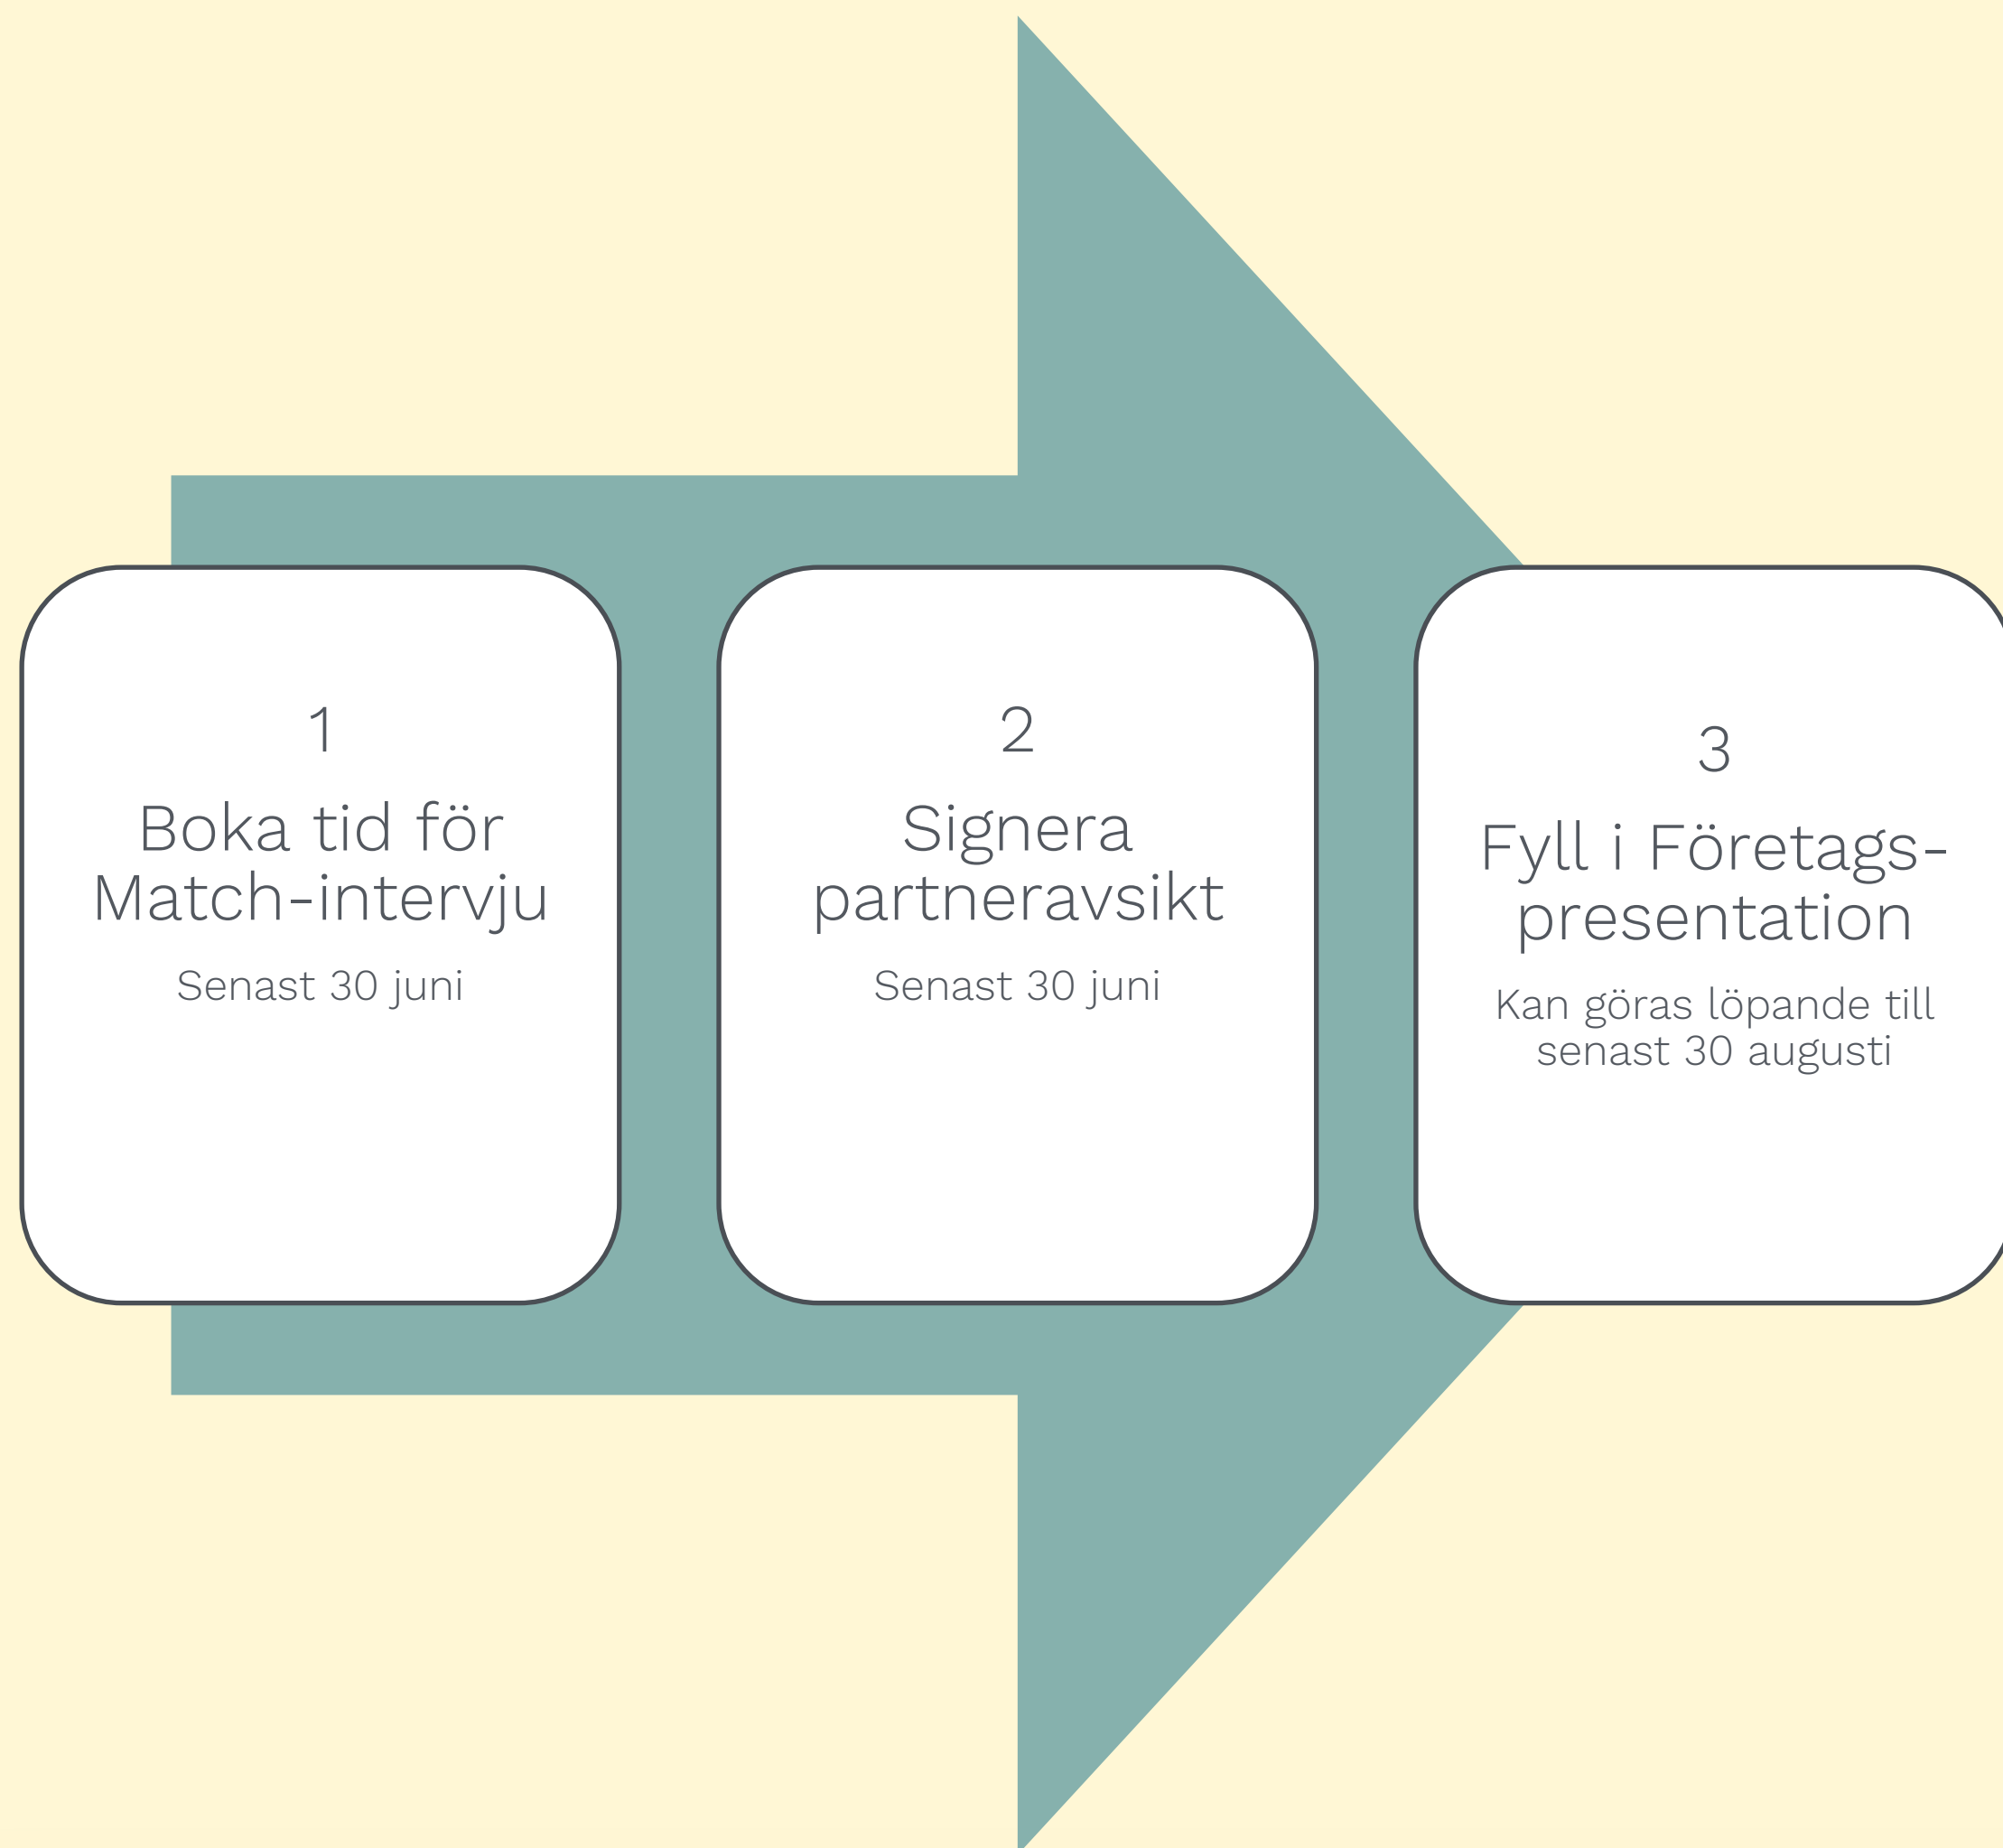 1
Boka tid för
Match-intervju
Senast 30 juni
2
Signera
partneravsikt
Senast 30 juni
3
Fyll i Företags-
presentation
Kan göras löpande till
senast 30 augusti